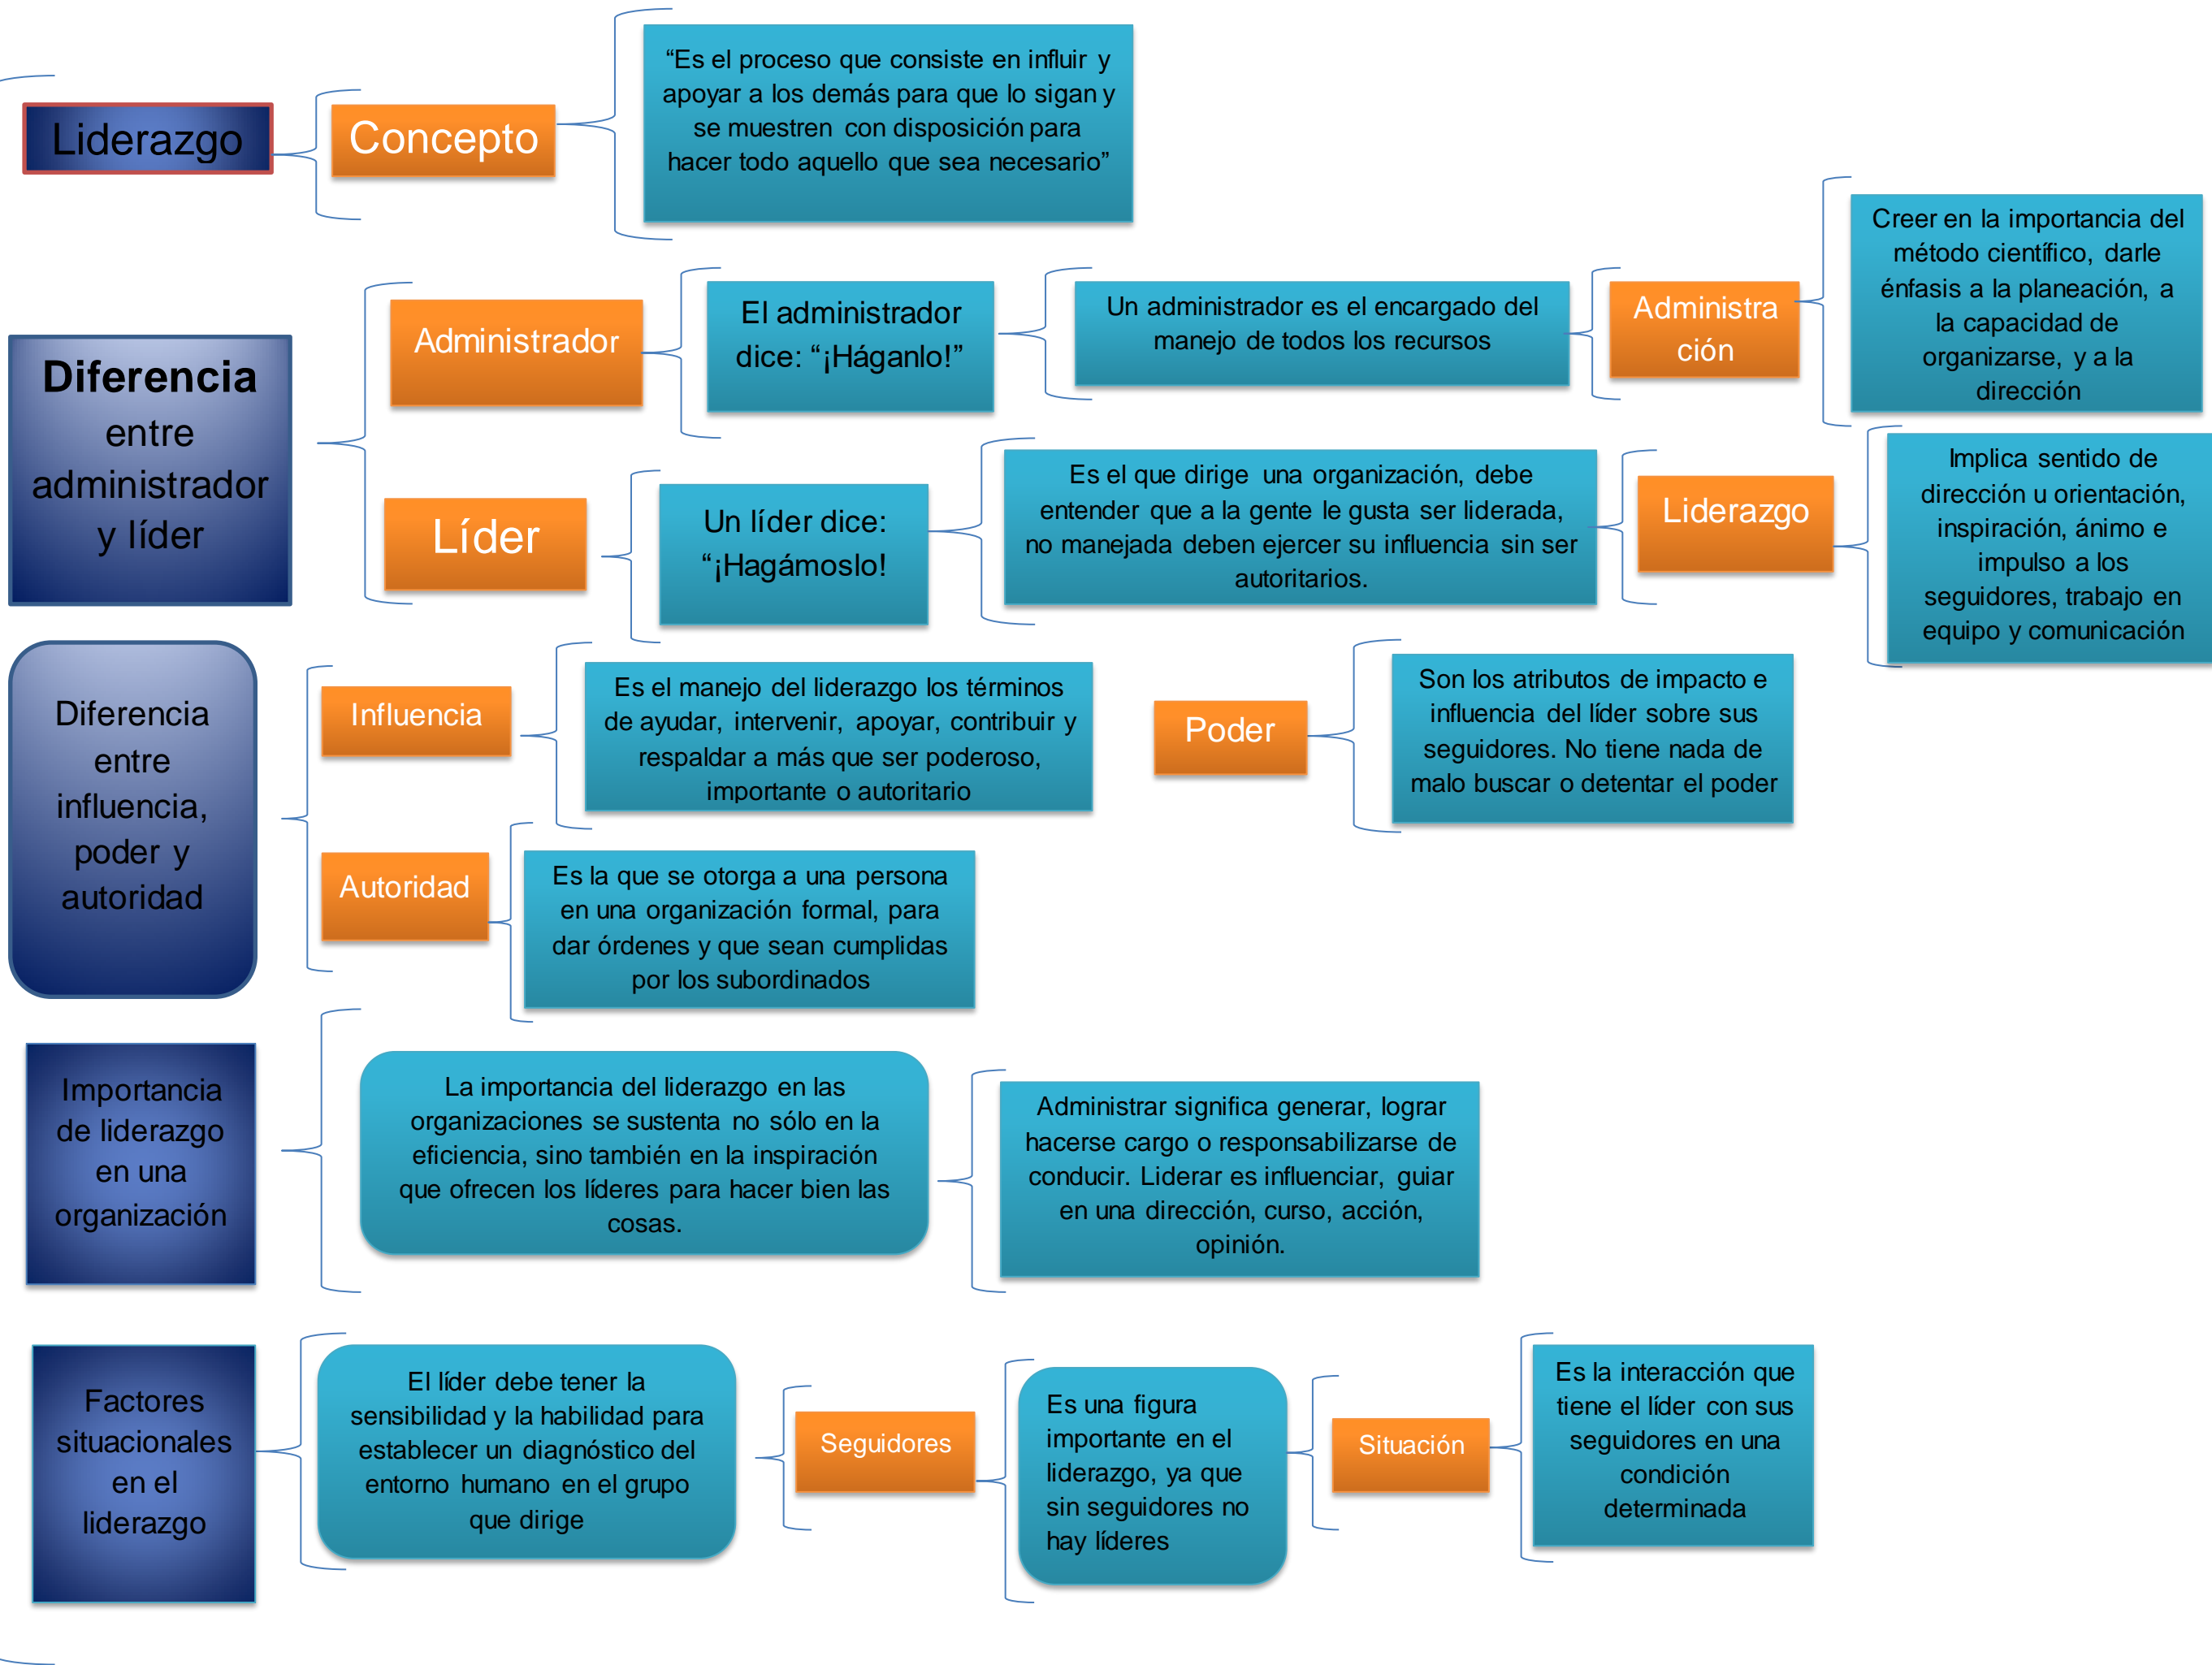 Liderazgo
Concepto
“Es el proceso que consiste en influir y
apoyar a los demás para que lo sigan y
se muestren con disposición para
hacer todo aquello que sea necesario”
Diferencia
entre
administrador
y líder
Administrador
El administrador
dice: “¡Háganlo!”
Un administrador es el encargado del
manejo de todos los recursos
Administra
ción
Creer en la importancia del
método científico, darle
énfasis a la planeación, a
la capacidad de
organizarse, y a la
dirección
Líder
Un líder dice:
“¡Hagámoslo!
Es el que dirige una organización, debe
entender que a la gente le gusta ser liderada,
no manejada deben ejercer su influencia sin ser
autoritarios.
Liderazgo
Implica sentido de
dirección u orientación,
inspiración, ánimo e
impulso a los
seguidores, trabajo en
equipo y comunicación
Diferencia
entre
influencia,
poder y
autoridad
Influencia
Es el manejo del liderazgo los términos
de ayudar, intervenir, apoyar, contribuir y
respaldar a más que ser poderoso,
importante o autoritario
Poder
Son los atributos de impacto e
influencia del líder sobre sus
seguidores. No tiene nada de
malo buscar o detentar el poder
Autoridad
Es la que se otorga a una persona
en una organización formal, para
dar órdenes y que sean cumplidas
por los subordinados
Importancia
de liderazgo
en una
organización
La importancia del liderazgo en las
organizaciones se sustenta no sólo en la
eficiencia, sino también en la inspiración
que ofrecen los líderes para hacer bien las
cosas.
Administrar significa generar, lograr
hacerse cargo o responsabilizarse de
conducir. Liderar es influenciar, guiar
en una dirección, curso, acción,
opinión.
Factores
situacionales
en el
liderazgo
El líder debe tener la
sensibilidad y la habilidad para
establecer un diagnóstico del
entorno humano en el grupo
que dirige
Seguidores
Es una figura
importante en el
liderazgo, ya que
sin seguidores no
hay líderes
Situación
Es la interacción que
tiene el líder con sus
seguidores en una
condición
determinada